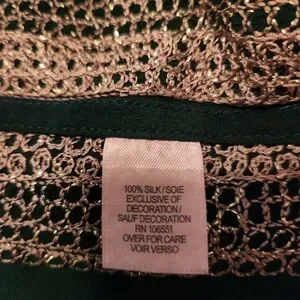 100% SILK / SOIE
EXCLUSIVE OF
DECORATION /
SAUF DECORATION
RN 106551
OVER FOR CARE
VOIR VERSO